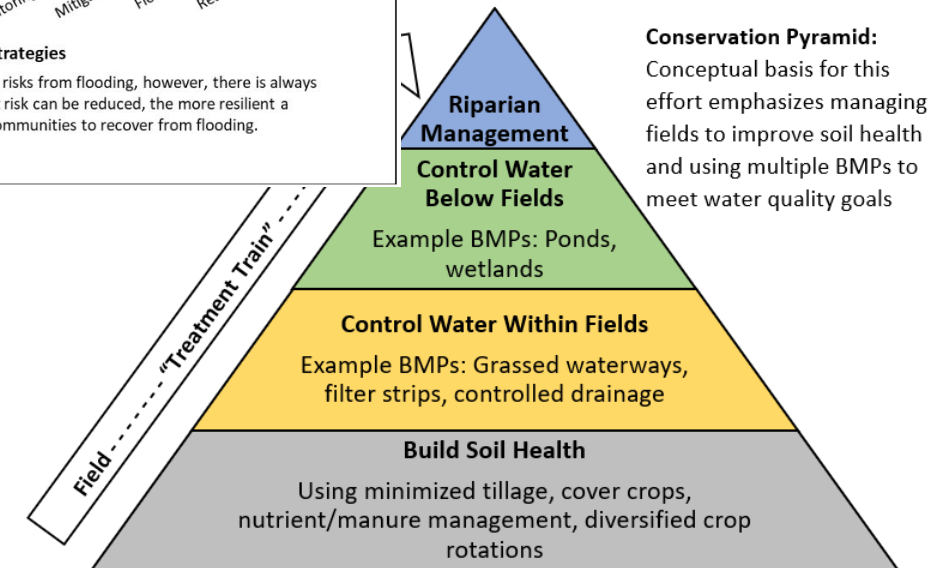 trategies
risks from flooding, however, there is always
risk can be reduced, the more resilient a
ommunities to recover from flooding.
Conservation Pyramid:
Conceptual basis for this
effort emphasizes managing
fields to improve soil health
and using multiple BMPs to
meet water quality goals
Riparian
Management
Control Water
Below Fields
Example BMPs: Ponds,
wetlands
Field - - - - - - - "Treatment Train" - - - -
Control Water Within Fields
Example BMPs: Grassed waterways,
filter strips, controlled drainage
Build Soil Health
Using minimized tillage, cover crops,
nutrient/manure management, diversified crop
rotations